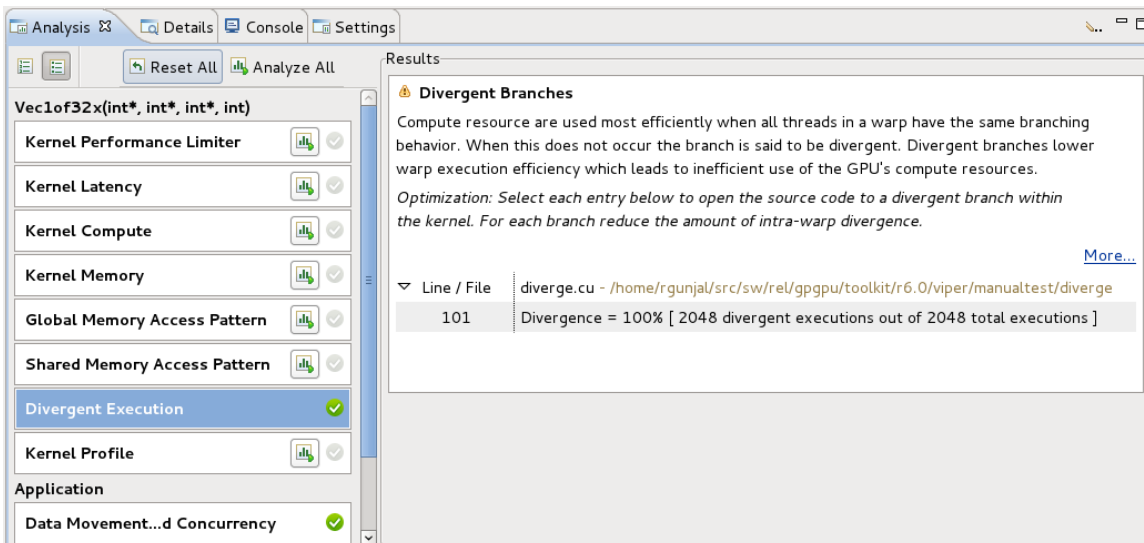 Analysis Details Console Settings
Reset All Analyze All
Vec1of32x(int*, int*, int*, int)
Kernel Performance Limiter
Kernel Latency
Kernel Compute
Kernel Memory
Global Memory Access Pattern
Shared Memory Access Pattern
Divergent Execution
Kernel Profile
Application
Data Movement...d Concurrency
Results
Divergent Branches
Compute resource are used most efficiently when all threads in a warp have the same branching
behavior. When this does not occur the branch is said to be divergent. Divergent branches lower
warp execution efficiency which leads to inefficient use of the GPU's compute resources.
Optimization: Select each entry below to open the source code to a divergent branch within
the kernel. For each branch reduce the amount of intra-warp divergence.
More...
Line / File diverge.cu - /home/rgunjal/src/sw/rel/gpgpu/toolkit/r6.0/viper/manualtest/diverge
101 Divergence = 100% [ 2048 divergent executions out of 2048 total executions ]